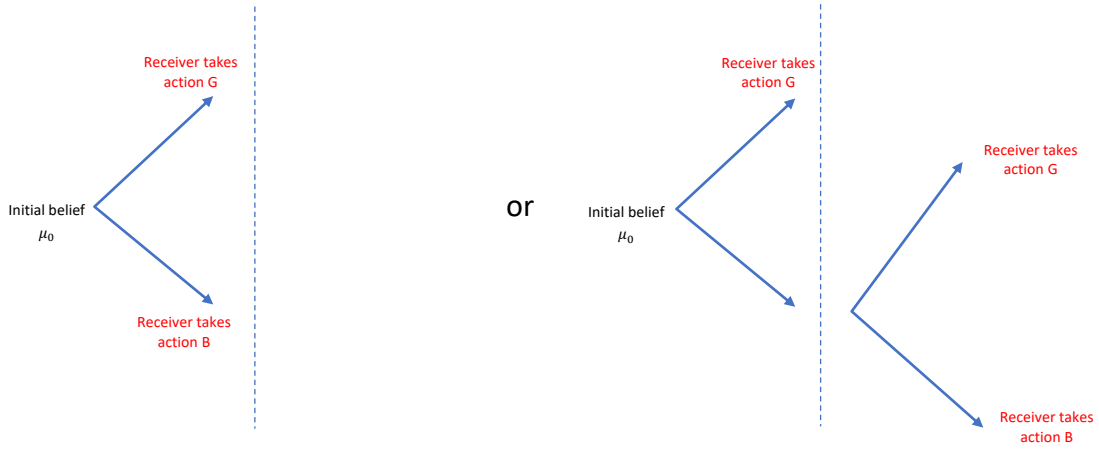 Receiver takes
action G
Initial belief
μ₀
Receiver takes
action B
or
Receiver takes
action G
Initial belief
μ₀
Receiver takes
action G
Receiver takes
action B